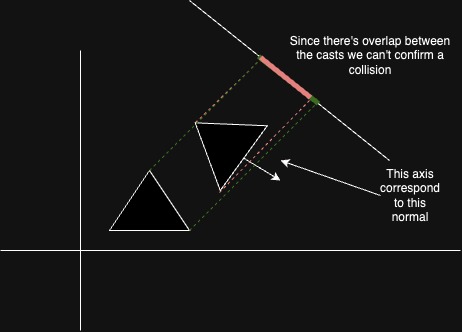 Since there's overlap between
the casts we can't confirm a
collision
This axis
correspond
to this
normal